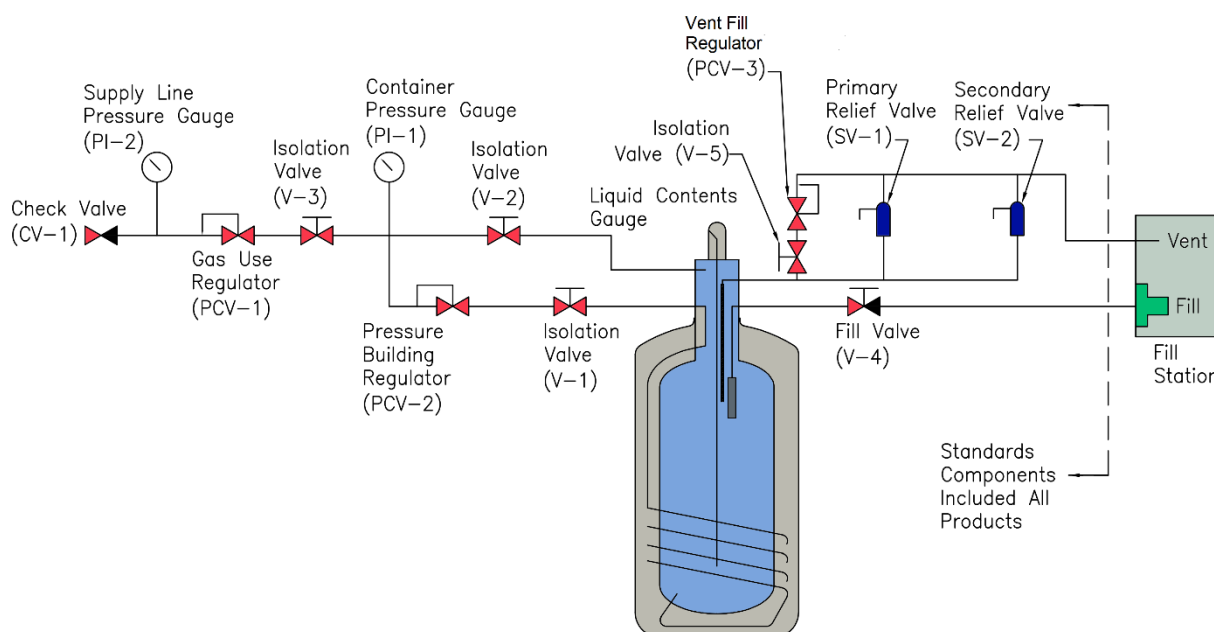 Vent Fill
Regulator
(PCV-3)
Supply Line
Pressure Gauge
(PI-2)
Container
Pressure Gauge
(PI-1)
Primary
Relief Valve
(SV-1)
Secondary
Relief Valve
(SV-2)
Isolation
Valve (V-5)
Isolation
Valve
(V-3)
Isolation
Valve
(V-2)
Liquid Contents
Gauge
Check Valve
(CV-1)
Gas Use
Regulator
(PCV-1)
Vent
Fill
Pressure
Building
Regulator
(PCV-2)
Isolation
Valve
(V-1)
Fill Valve
(V-4)
Fill
Station
Standards
Components
Included All
Products